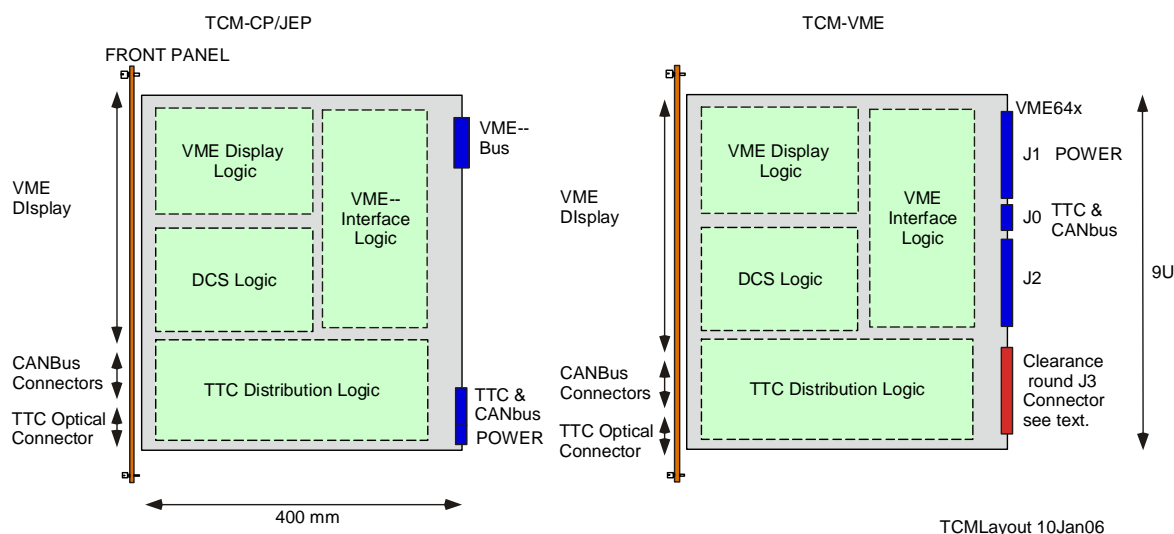 TCM-CP/JEP
FRONT PANEL
VME Display
Logic
VME--
Interface
Logic
DCS Logic
TTC Distribution Logic
VME--
Bus
TTC &
CANbus
POWER
VME
DIsplay
CANBus
Connectors
TTC Optical
Connector
400 mm
TCM-VME
VME Display
Logic
VME
Interface
Logic
DCS Logic
TTC Distribution Logic
VME64x
J1 POWER
J0 TTC &
CANbus
J2
Clearance
round J3
Connector
see text.
9U
VME
DIsplay
CANBus
Connectors
TTC Optical
Connector
TCMLayout 10Jan06